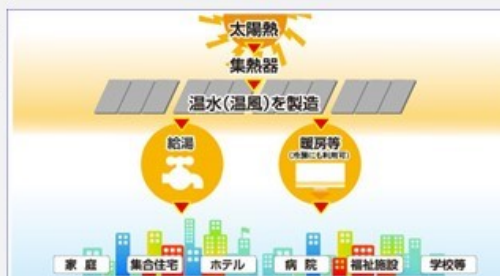 太陽熱
集熱器
温水(温風)を製造
給湯
暖房等
(冷房にも利用可)
家庭
集合住宅
ホテル
病院
福祉施設
学校等